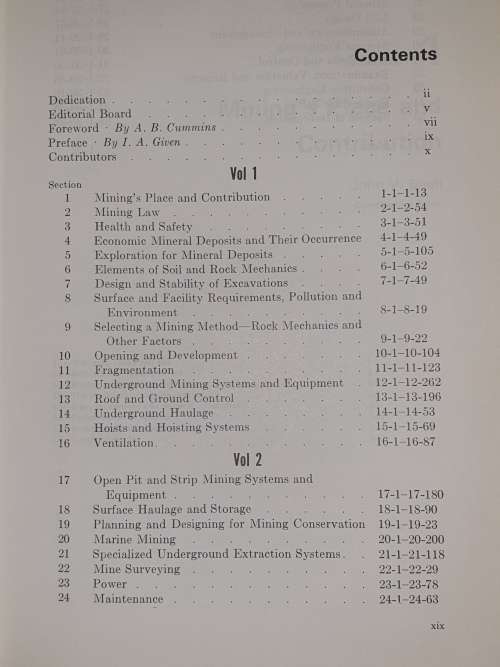 Contents
Dedication . . . . . . . . . . . . . . . ii
Editorial Board . . . . . . . . . . . . . v
Foreword · By A. B. Cummins . . . . . . . . . vii
Preface · By I. A. Given . . . . . . . . . . . ix
Contributors . . . . . . . . . . . . . . x
Vol 1
Section
1 Mining's Place and Contribution . . . . . 1-1–1-13
2 Mining Law . . . . . . . . . . 2-1–2-54
3 Health and Safety . . . . . . . . 3-1–3-51
4 Economic Mineral Deposits and Their Occurrence 4-1–4-49
5 Exploration for Mineral Deposits . . . . . 5-1–5-105
6 Elements of Soil and Rock Mechanics . . . . 6-1–6-52
7 Design and Stability of Excavations . . . . 7-1–7-49
8 Surface and Facility Requirements, Pollution and
Environment . . . . . . . . . 8-1–8-19
9 Selecting a Mining Method—Rock Mechanics and
Other Factors . . . . . . . . . 9-1–9-22
10 Opening and Development . . . . . . . 10-1–10-104
11 Fragmentation . . . . . . . . . . 11-1–11-123
12 Underground Mining Systems and Equipment . 12-1–12-262
13 Roof and Ground Control . . . . . . . 13-1–13-196
14 Underground Haulage . . . . . . . . 14-1–14-53
15 Hoists and Hoisting Systems . . . . . . 15-1–15-69
16 Ventilation . . . . . . . . . . . 16-1–16-87
Vol 2
17 Open Pit and Strip Mining Systems and
Equipment . . . . . . . . . . 17-1–17-180
18 Surface Haulage and Storage . . . . . . 18-1–18-90
19 Planning and Designing for Mining Conservation 19-1–19-23
20 Marine Mining . . . . . . . . . . 20-1–20-200
21 Specialized Underground Extraction Systems . . 21-1–21-118
22 Mine Surveying . . . . . . . . . 22-1–22-29
23 Power . . . . . . . . . . . . 23-1–23-78
24 Maintenance . . . . . . . . . . 24-1–24-63
xix